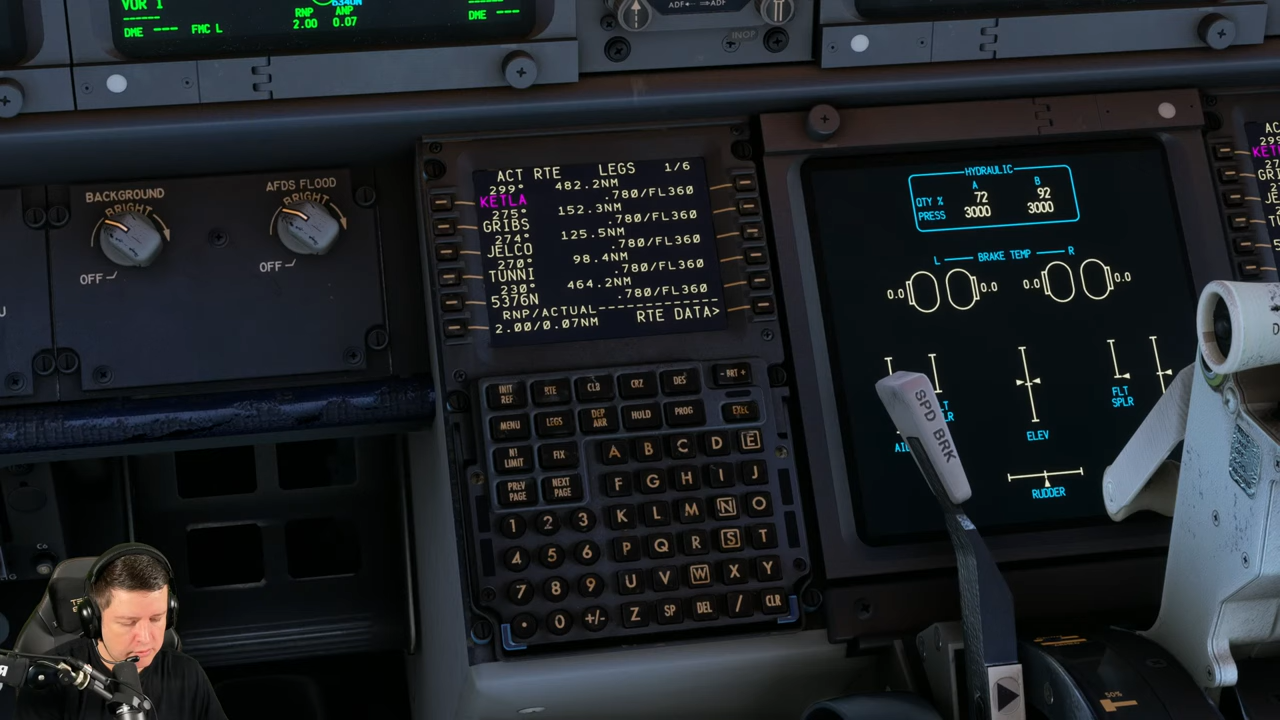 VOR 1
DME --- FMC L
RNP AMP
2.00 0.07
DME ---
ADF← →ADF
INOP
BACKGROUND
BRIGHT
OFF
AFDS FLOOD
BRIGHT
OFF
ACT RTE LEGS 1/6
299° 482.2NM
KETLA .780/FL360
275° 152.3NM
GRIBS .780/FL360
274° 125.5NM
JELCO .780/FL360
270° 98.4NM
TUNNI .780/FL360
230° 464.2NM
5376N .780/FL360
RNP/ACTUAL------------
2.00/0.07NM RTE DATA>
INIT REF RTE CLB CRZ DES - BRT +
MENU LEGS DEP ARR HOLD PROG EXEC
N1 LIMIT FIX
PREV PAGE NEXT PAGE
A B C D E
F G H I J
K L M N O
P Q R S T
U V W X Y
Z SP DEL / CLR
1 2 3
4 5 6
7 8 9
. 0 +/-
HYDRAULIC
A B
QTY % 72 92
PRESS 3000 3000
L BRAKE TEMP R
0.0 0.0 0.0 0.0
FLT
SPLR
ELEV
RUDDER
SPD BRK
50%